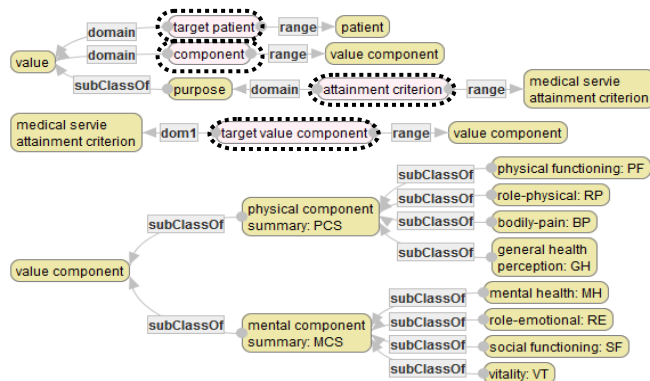 domain
target patient
range
patient
value
domain
component
range
value component
subClassOf
purpose
domain
attainment criterion
range
medical servie
attainment criterion
medical servie
attainment criterion
dom1
target value component
range
value component
subClassOf
physical functioning: PF
subClassOf
role-physical: RP
subClassOf
physical component
summary: PCS
subClassOf
bodily-pain: BP
subClassOf
general health
perception: GH
value component
subClassOf
mental component
summary: MCS
subClassOf
mental health: MH
subClassOf
role-emotional: RE
subClassOf
social functioning: SF
subClassOf
vitality: VT